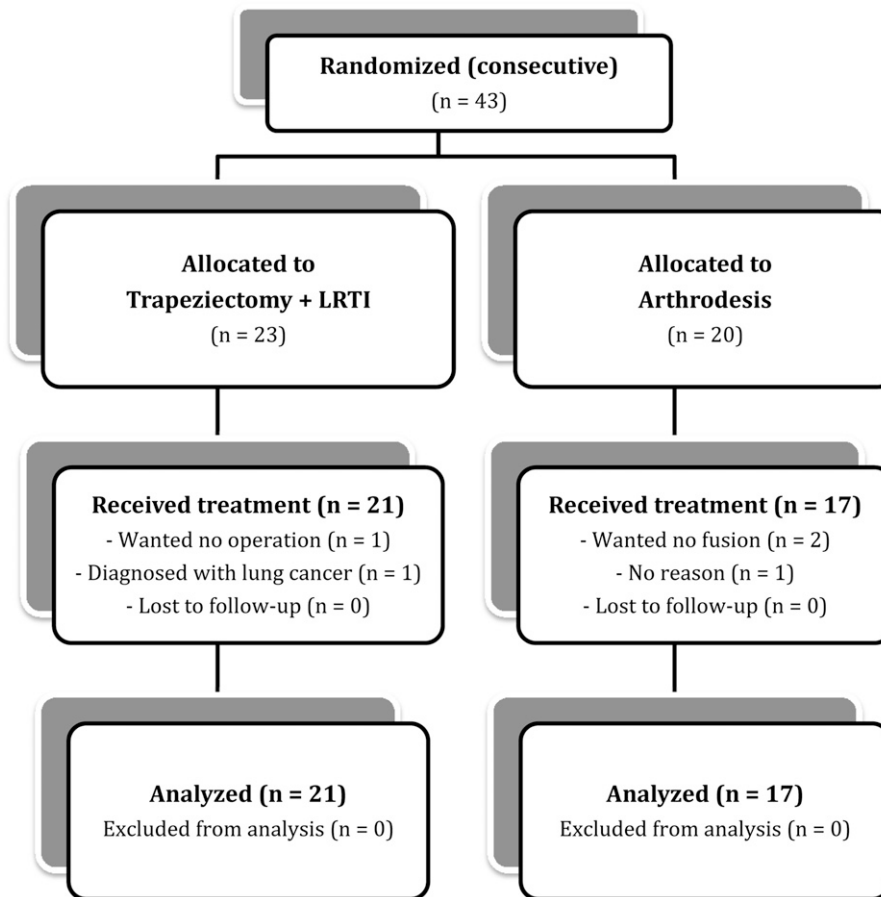 Randomized (consecutive)
(n = 43)
Allocated to
Trapeziectomy + LRTI
(n = 23)
Allocated to
Arthrodesis
(n = 20)
Received treatment (n = 21)
- Wanted no operation (n = 1)
- Diagnosed with lung cancer (n = 1)
- Lost to follow-up (n = 0)
Received treatment (n = 17)
- Wanted no fusion (n = 2)
- No reason (n = 1)
- Lost to follow-up (n = 0)
Analyzed (n = 21)
Excluded from analysis (n = 0)
Analyzed (n = 17)
Excluded from analysis (n = 0)